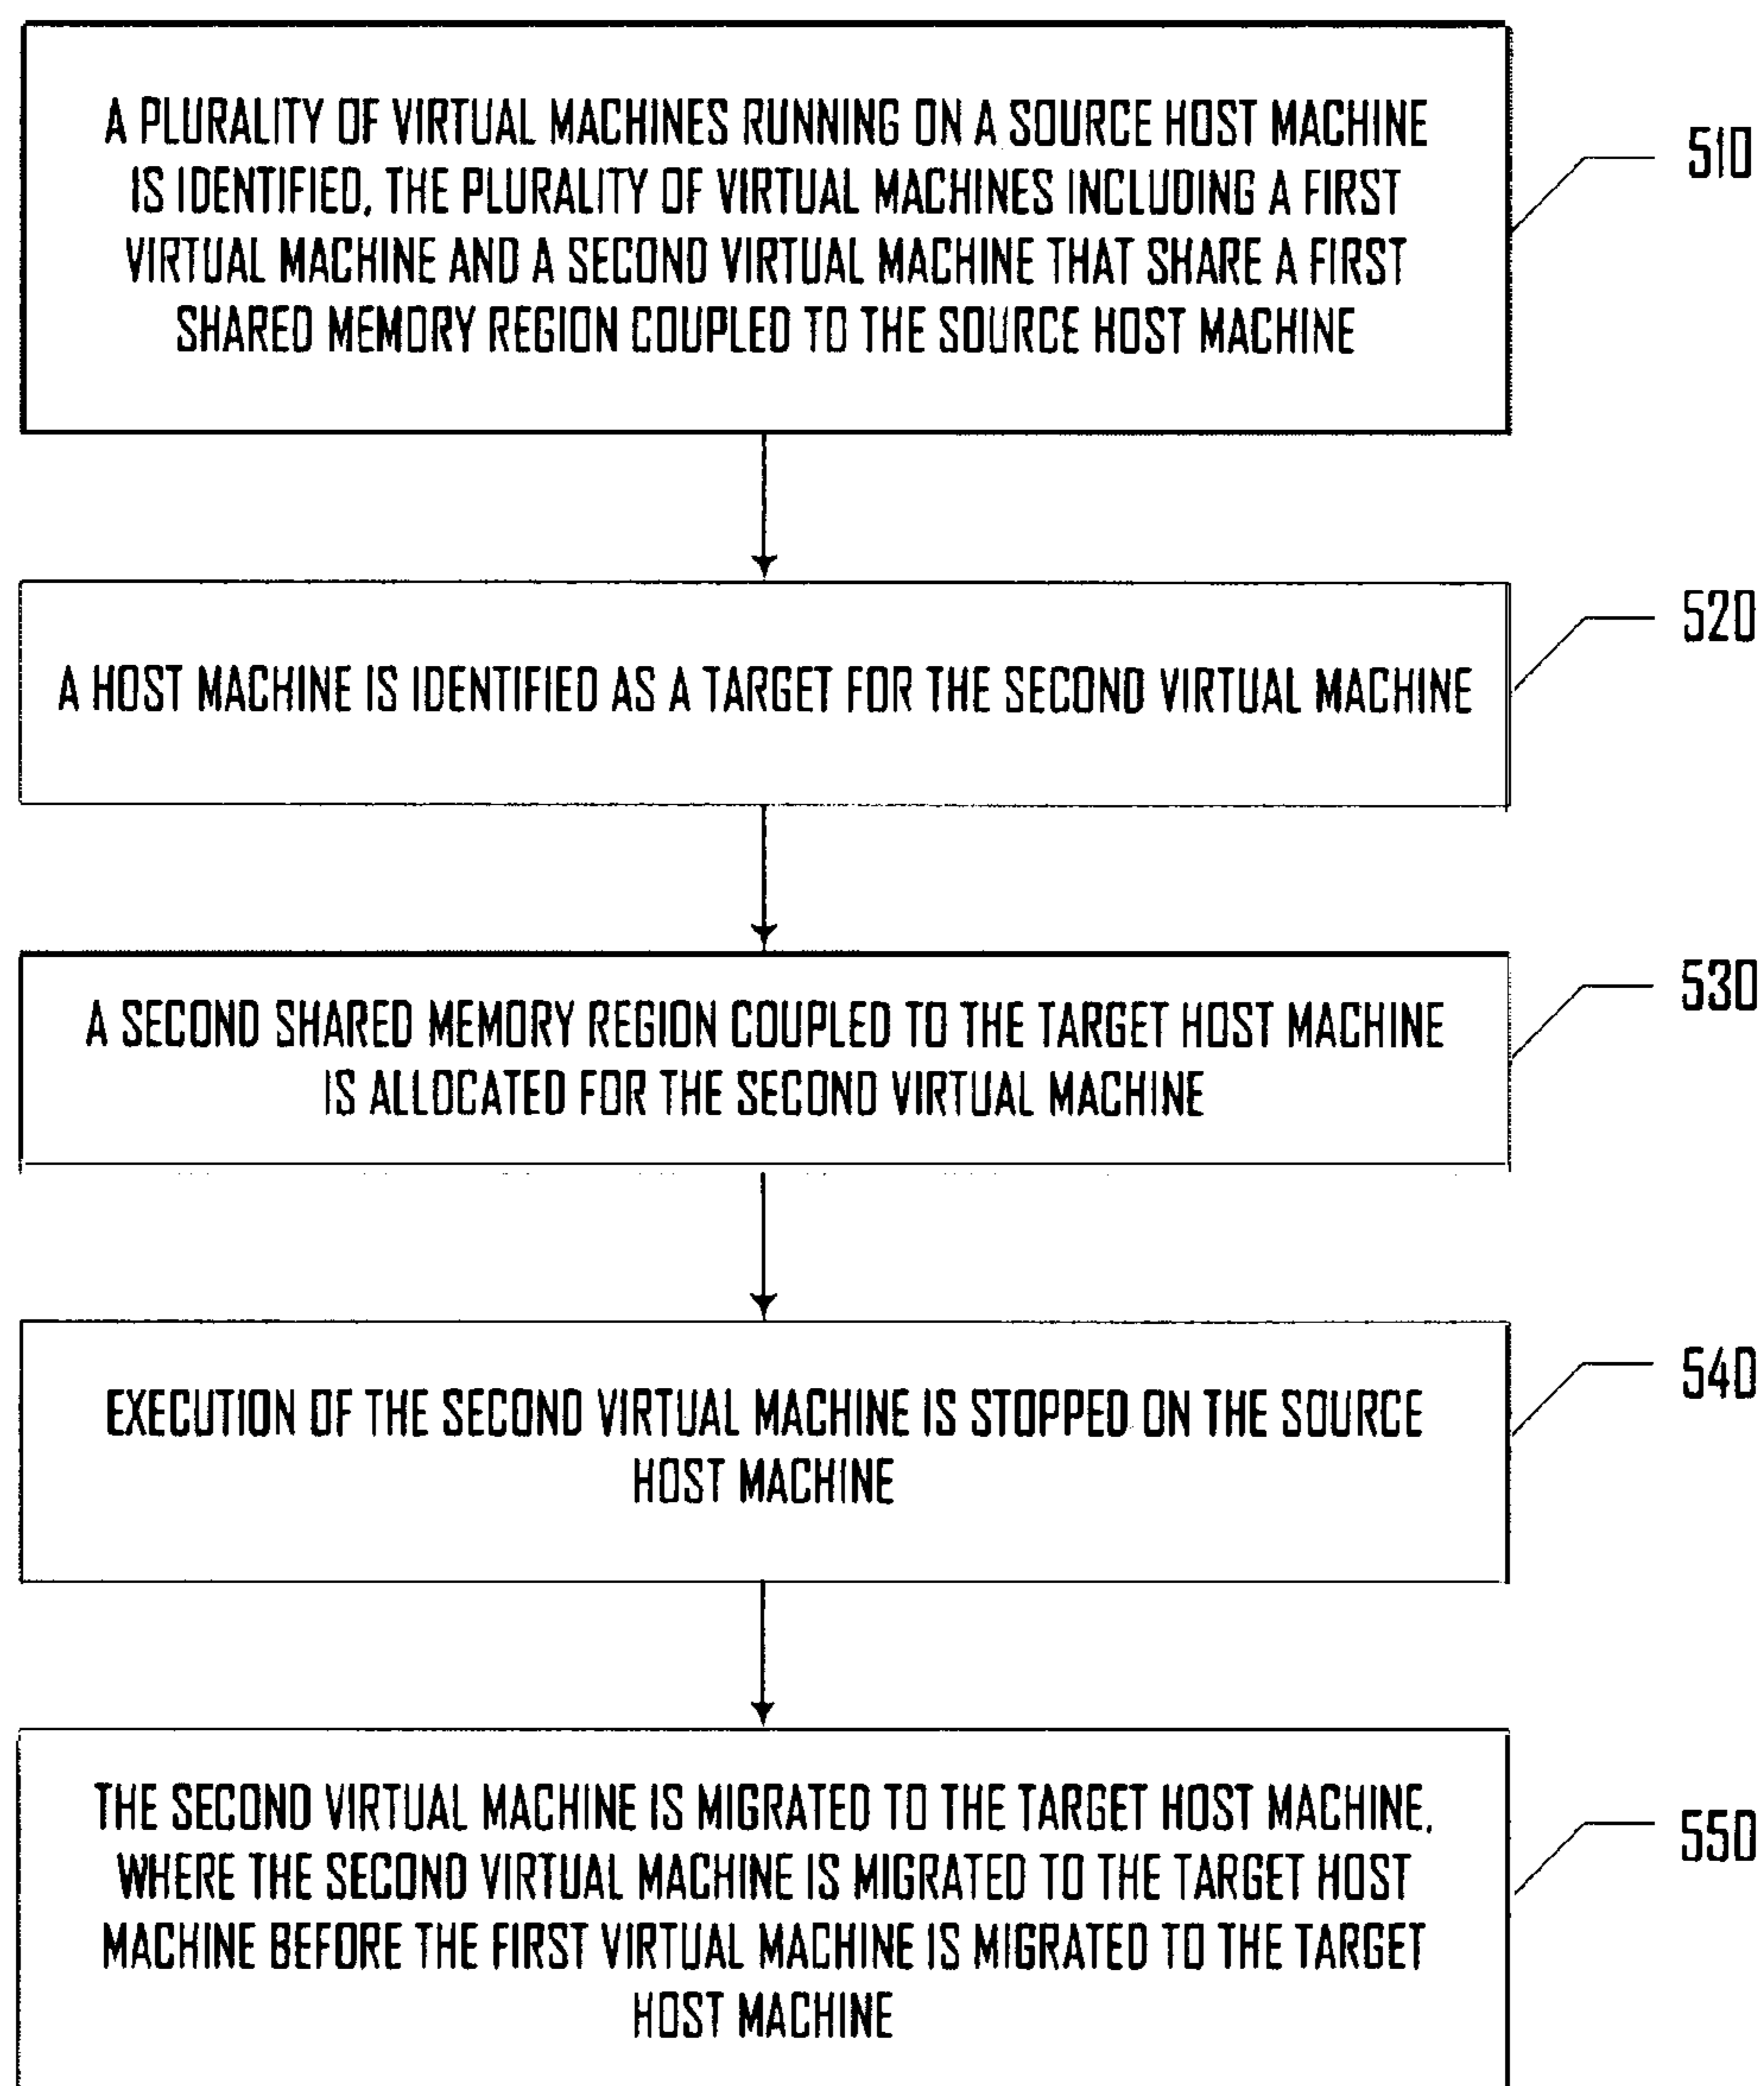 A PLURALITY OF VIRTUAL MACHINES RUNNING ON A SOURCE HOST MACHINE
IS IDENTIFIED, THE PLURALITY OF VIRTUAL MACHINES INCLUDING A FIRST
VIRTUAL MACHINE AND A SECOND VIRTUAL MACHINE THAT SHARE A FIRST
SHARED MEMORY REGION COUPLED TO THE SOURCE HOST MACHINE
510
A HOST MACHINE IS IDENTIFIED AS A TARGET FOR THE SECOND VIRTUAL MACHINE
520
A SECOND SHARED MEMORY REGION COUPLED TO THE TARGET HOST MACHINE
IS ALLOCATED FOR THE SECOND VIRTUAL MACHINE
530
EXECUTION OF THE SECOND VIRTUAL MACHINE IS STOPPED ON THE SOURCE
HOST MACHINE
540
THE SECOND VIRTUAL MACHINE IS MIGRATED TO THE TARGET HOST MACHINE,
WHERE THE SECOND VIRTUAL MACHINE IS MIGRATED TO THE TARGET HOST
MACHINE BEFORE THE FIRST VIRTUAL MACHINE IS MIGRATED TO THE TARGET
HOST MACHINE
550